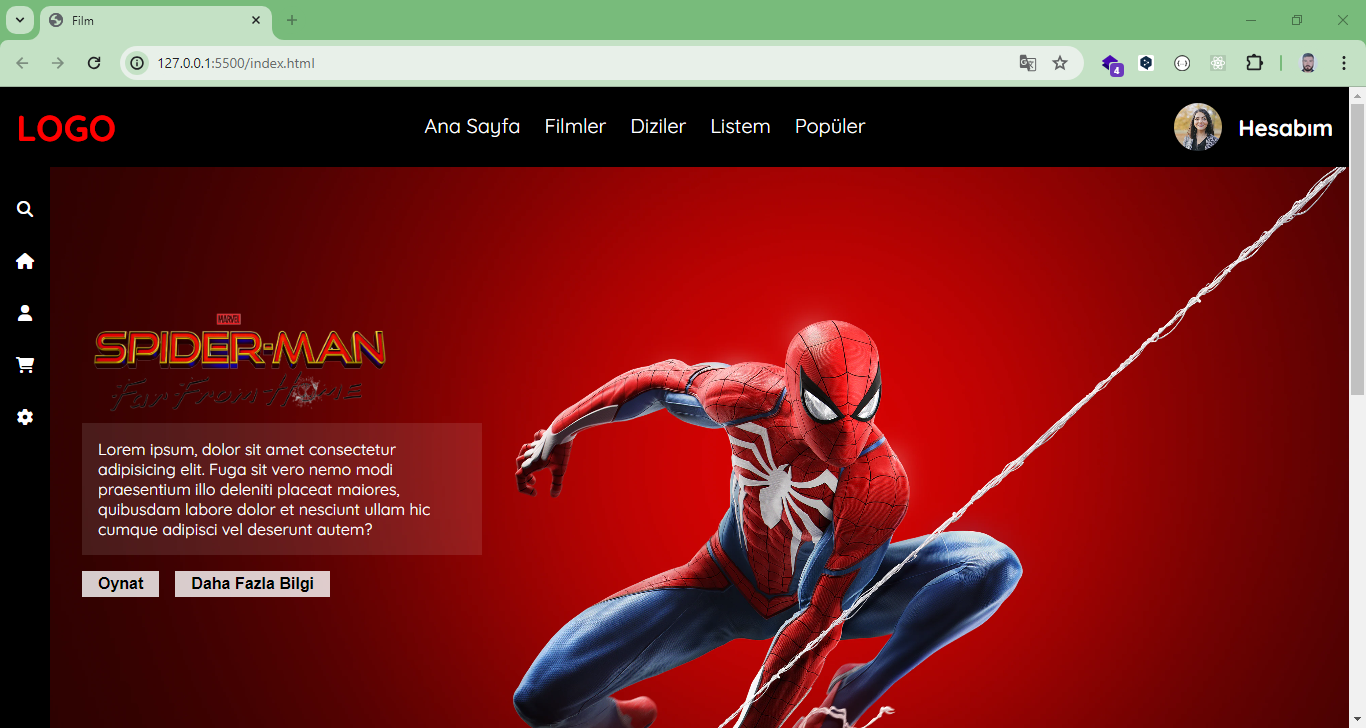 Film
127.0.0.1:5500/index.html
4
LOGO
Ana Sayfa Filmler Diziler Listem Popüler
Hesabım
MARVEL
SPIDER-MAN
Far From Home
Lorem ipsum, dolor sit amet consectetur
adipisicing elit. Fuga sit vero nemo modi
praesentium illo deleniti placeat maiores,
quibusdam labore dolor et nesciunt ullam hic
cumque adipisci vel deserunt autem?
Oynat Daha Fazla Bilgi